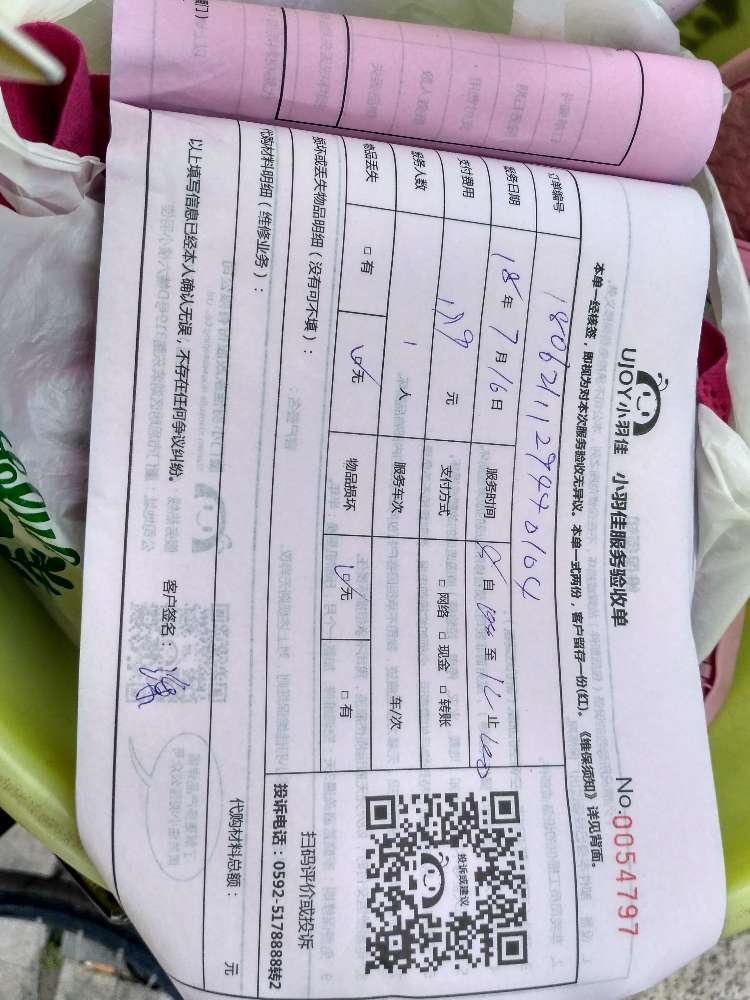 UJOY小羽佳 小羽佳服务验收单
No.0054797
本单一经核签，即视为对本次服务验收无异议。本单一式两份，客户留存一份(红)。《维保须知》详见背面。
订单编号
服务日期 18年7月16日 服务时间 自 至 止
支付费用 元 支付方式 □网络 □现金 □转账
服务人数 1人 服务车次 车/次
物品丢失 □有 □无 物品损坏 □无 □有
损坏或丢失物品明细（没有可不填）：
投诉或建议
UJOY
扫码评价或投诉
投诉电话：0592-5178888转2
代购材料明细（维修业务）：
代购材料总额： 元
以上填写信息已经本人确认无误，不存在任何争议纠纷。
客户签名：